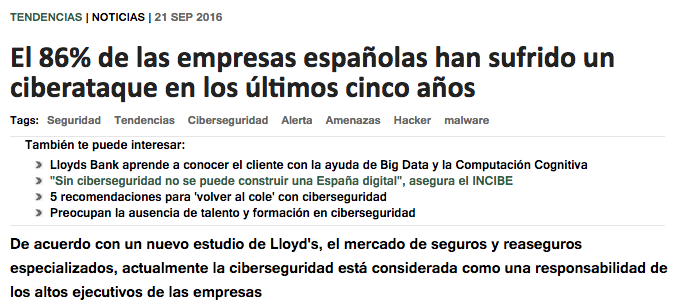 TENDENCIAS | NOTICIAS | 21 SEP 2016
El 86% de las empresas españolas han sufrido un
ciberataque en los últimos cinco años
Tags: Seguridad Tendencias Ciberseguridad Alerta Amenazas Hacker malware
También te puede interesar:
Lloyds Bank aprende a conocer el cliente con la ayuda de Big Data y la Computación Cognitiva
"Sin ciberseguridad no se puede construir una España digital", asegura el INCIBE
5 recomendaciones para 'volver al cole' con ciberseguridad
Preocupan la ausencia de talento y formación en ciberseguridad
De acuerdo con un nuevo estudio de Lloyd's, el mercado de seguros y reaseguros
especializados, actualmente la ciberseguridad está considerada como una responsabilidad de
los altos ejecutivos de las empresas